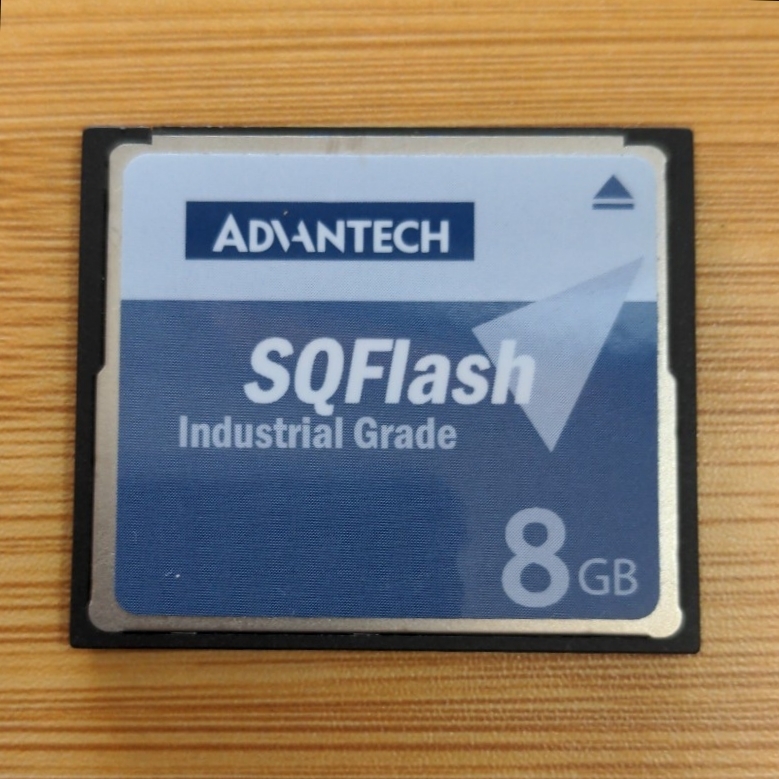 ADVANTECH
SQFlash
Industrial Grade
8 GB